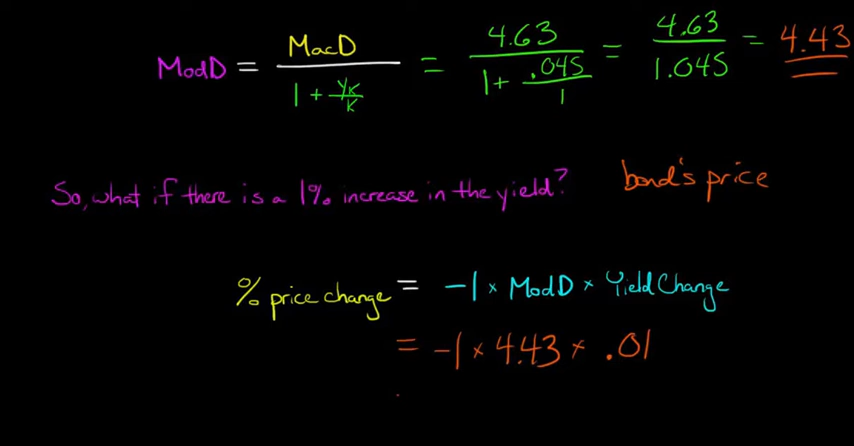 ModD = MacD / (1 + YK/K) = 4.63 / (1 + .045/1) = 4.63 / 1.045 = 4.43
So, what if there is a 1% increase in the yield? bond's price
% price change = -1 × ModD × Yield Change
= -1 × 4.43 × .01